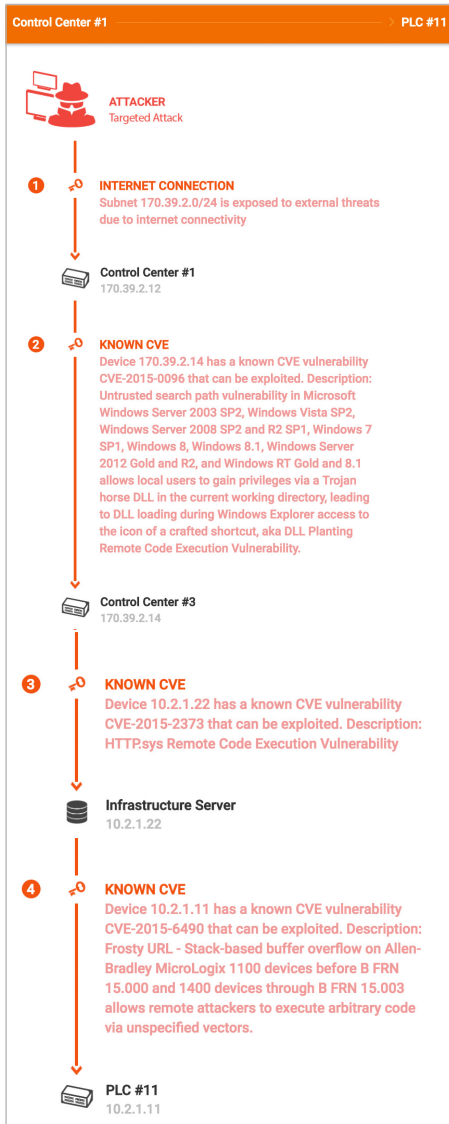 Control Center #1 PLC #11
ATTACKER
Targeted Attack
1 INTERNET CONNECTION
Subnet 170.39.2.0/24 is exposed to external threats
due to internet connectivity
Control Center #1
170.39.2.12
2 KNOWN CVE
Device 170.39.2.14 has a known CVE vulnerability
CVE-2015-0096 that can be exploited. Description:
Untrusted search path vulnerability in Microsoft
Windows Server 2003 SP2, Windows Vista SP2,
Windows Server 2008 SP2 and R2 SP1, Windows 7
SP1, Windows 8, Windows 8.1, Windows Server
2012 Gold and R2, and Windows RT Gold and 8.1
allows local users to gain privileges via a Trojan
horse DLL in the current working directory, leading
to DLL loading during Windows Explorer access to
the icon of a crafted shortcut, aka DLL Planting
Remote Code Execution Vulnerability.
Control Center #3
170.39.2.14
3 KNOWN CVE
Device 10.2.1.22 has a known CVE vulnerability
CVE-2015-2373 that can be exploited. Description:
HTTP.sys Remote Code Execution Vulnerability
Infrastructure Server
10.2.1.22
4 KNOWN CVE
Device 10.2.1.11 has a known CVE vulnerability
CVE-2015-6490 that can be exploited. Description:
Frosty URL - Stack-based buffer overflow on Allen-
Bradley MicroLogix 1100 devices before B FRN
15.000 and 1400 devices through B FRN 15.003
allows remote attackers to execute arbitrary code
via unspecified vectors.
PLC #11
10.2.1.11